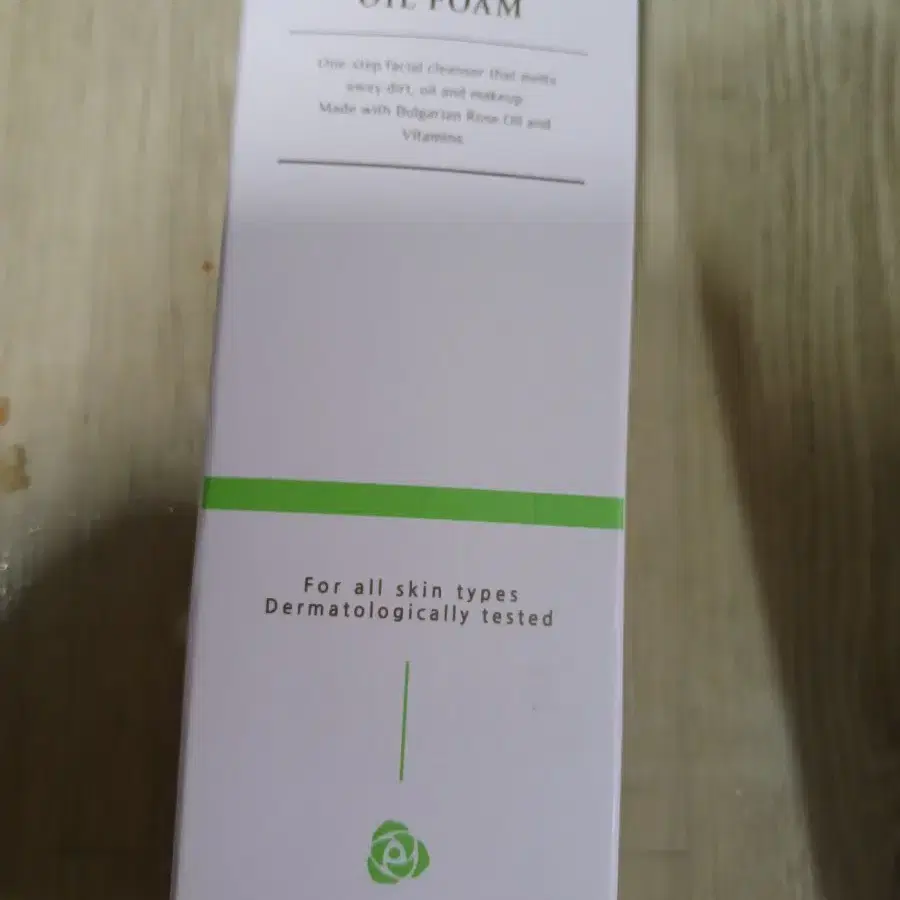 OIL FOAM
One-step facial cleanser that melts
away dirt, oil and makeup
Made with Bulgarian Rose Oil and
Vitamins
For all skin types
Dermatologically tested